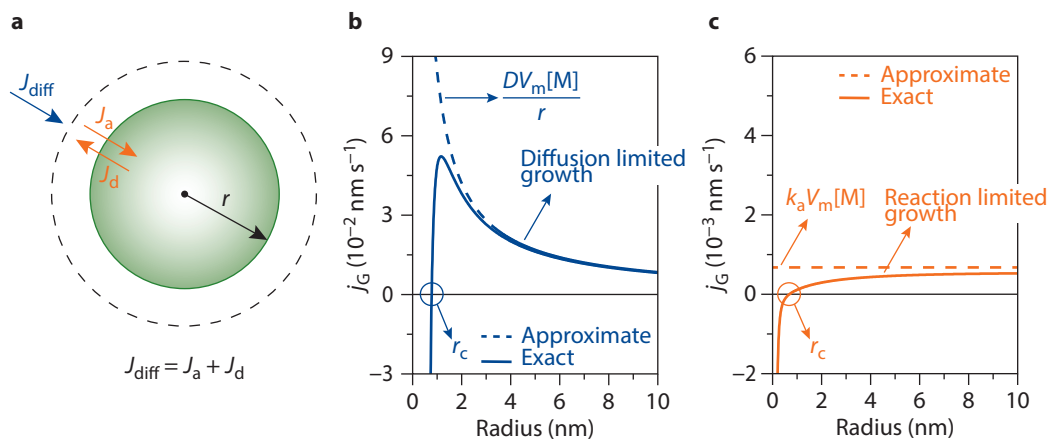 a
J_diff
J_a
J_d
r
J_diff = J_a + J_d
b
9
6
3
0
−3
j_G (10⁻² nm s⁻¹)
DV_m[M]
r
Diffusion limited
growth
r_c
Approximate
Exact
0 2 4 6 8 10
Radius (nm)
c
6
4
2
0
−2
j_G (10⁻³ nm s⁻¹)
Approximate
Exact
k_aV_m[M]
Reaction limited
growth
r_c
0 2 4 6 8 10
Radius (nm)